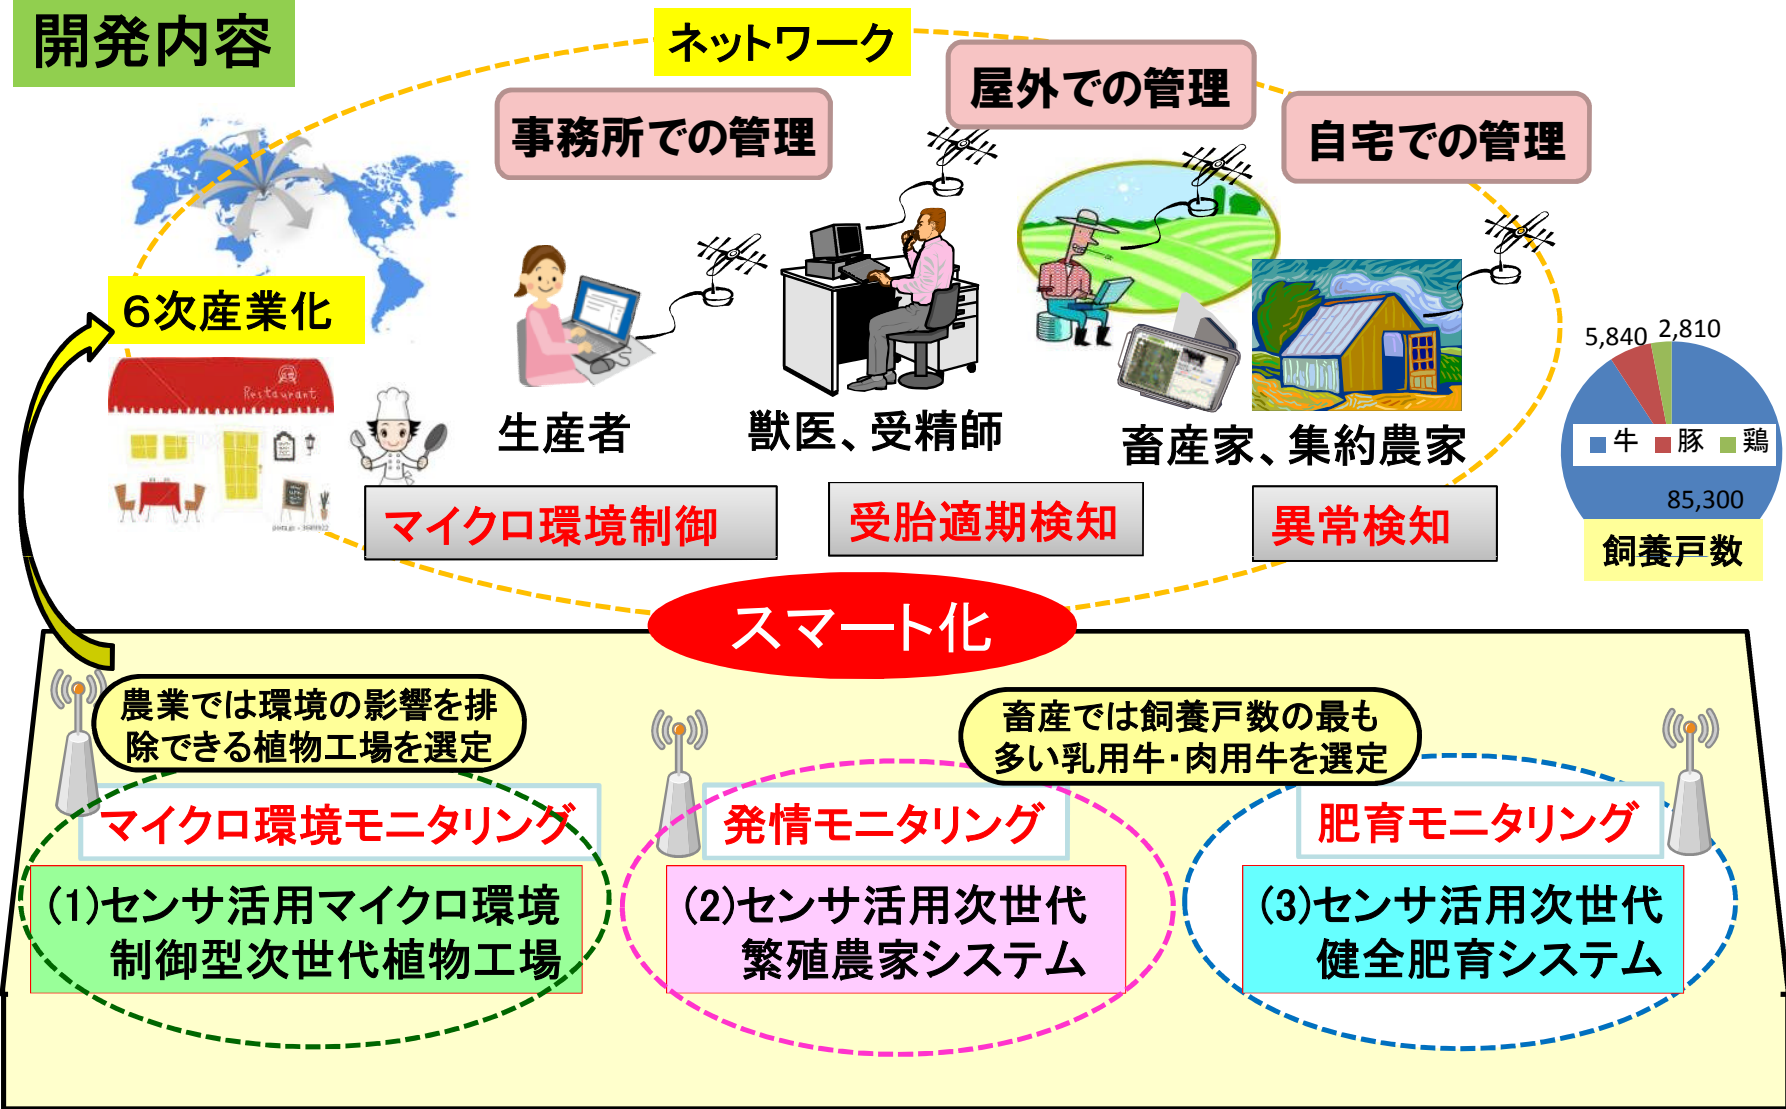 開発内容
ネットワーク
屋外での管理
事務所での管理
自宅での管理
6次産業化
Restaurant
生産者
獣医、受精師
畜産家、集約農家
5,840
2,810
牛
豚
鶏
85,300
飼養戸数
マイクロ環境制御
受胎適期検知
異常検知
スマート化
農業では環境の影響を排
除できる植物工場を選定
畜産では飼養戸数の最も
多い乳用牛・肉用牛を選定
マイクロ環境モニタリング
発情モニタリング
肥育モニタリング
(1)センサ活用マイクロ環境
制御型次世代植物工場
(2)センサ活用次世代
繁殖農家システム
(3)センサ活用次世代
健全肥育システム